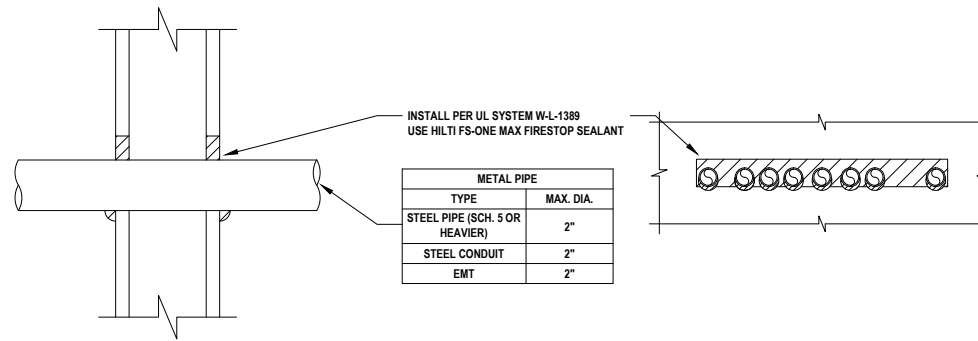 INSTALL PER UL SYSTEM W-L-1389
USE HILTI FS-ONE MAX FIRESTOP SEALANT
METAL PIPE
TYPE MAX. DIA.
STEEL PIPE (SCH. 5 OR
HEAVIER) 2"
STEEL CONDUIT 2"
EMT 2"